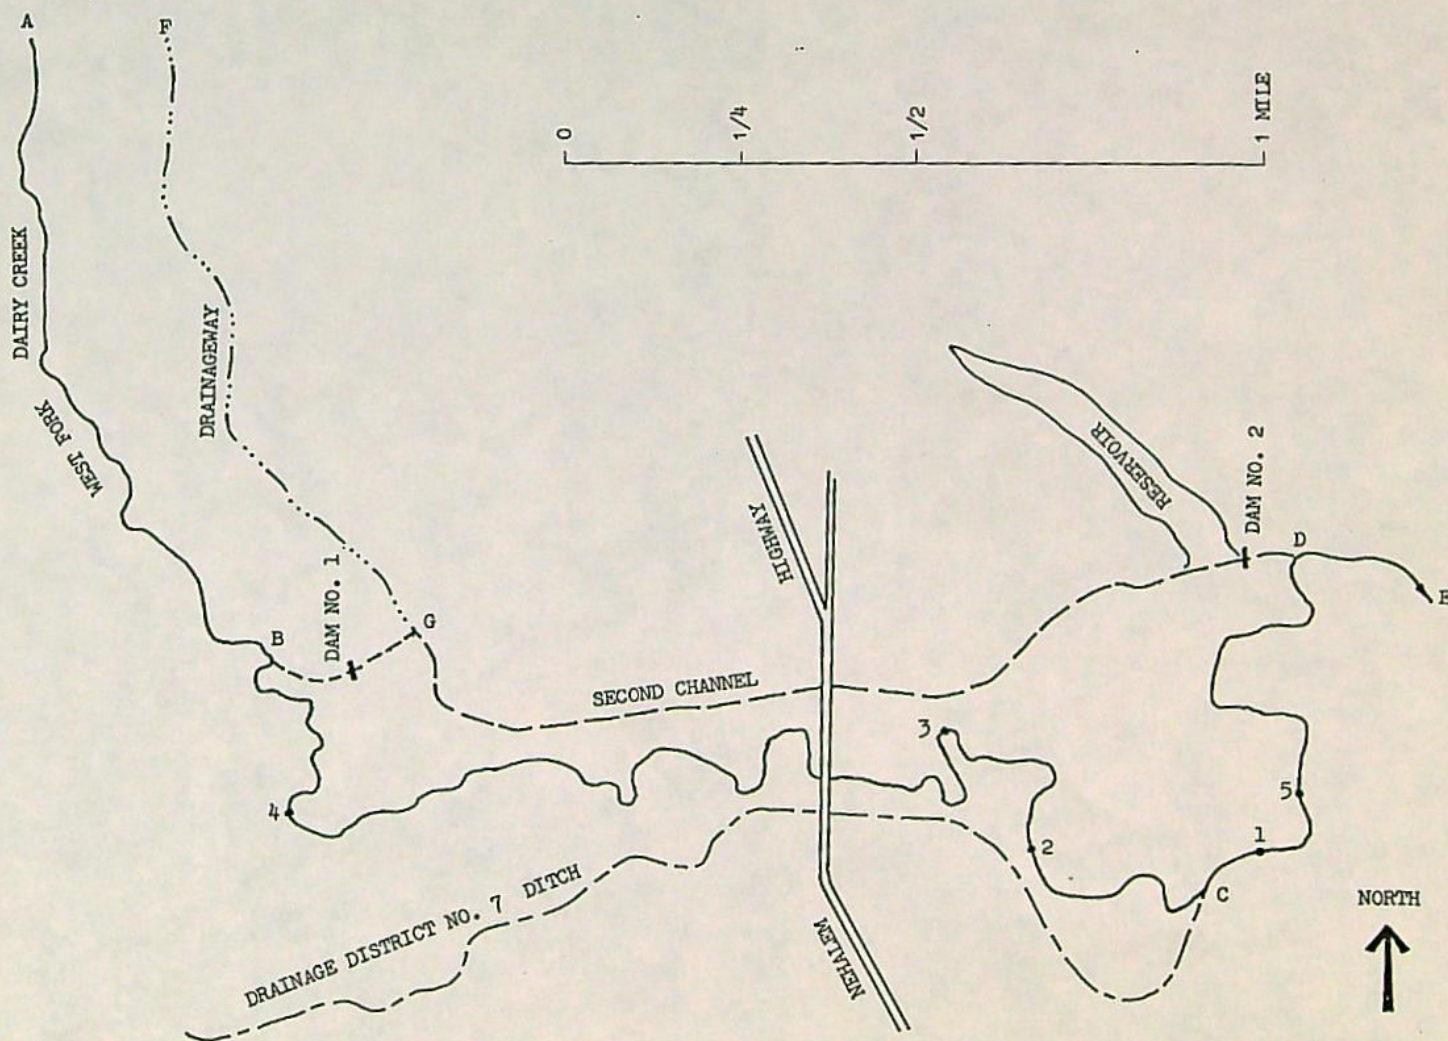 A
F
0
1/4
1/2
1 MILE
DAIRY CREEK
WEST FORK
DRAINAGEWAY
B
DAM NO. 1
G
HIGHWAY
RESERVOIR
DAM NO. 2
D
E
SECOND CHANNEL
3
4
5
2
1
C
DRAINAGE DISTRICT NO. 7 DITCH
NEHALEM
NORTH